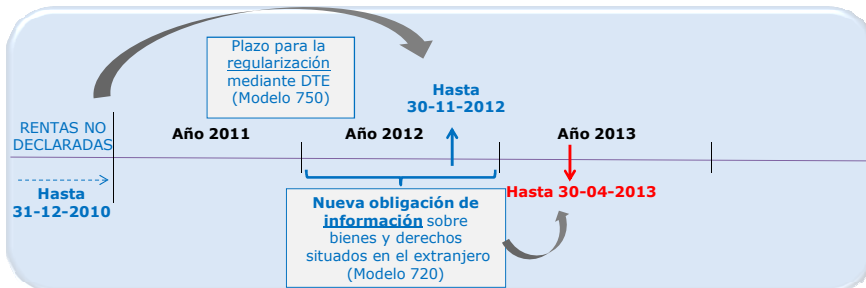 Plazo para la
regularización
mediante DTE
(Modelo 750)
Hasta
30-11-2012
RENTAS NO
DECLARADAS
Año 2011
Año 2012
Año 2013
Hasta
31-12-2010
Nueva obligación de
información sobre
bienes y derechos
situados en el extranjero
(Modelo 720)
Hasta 30-04-2013